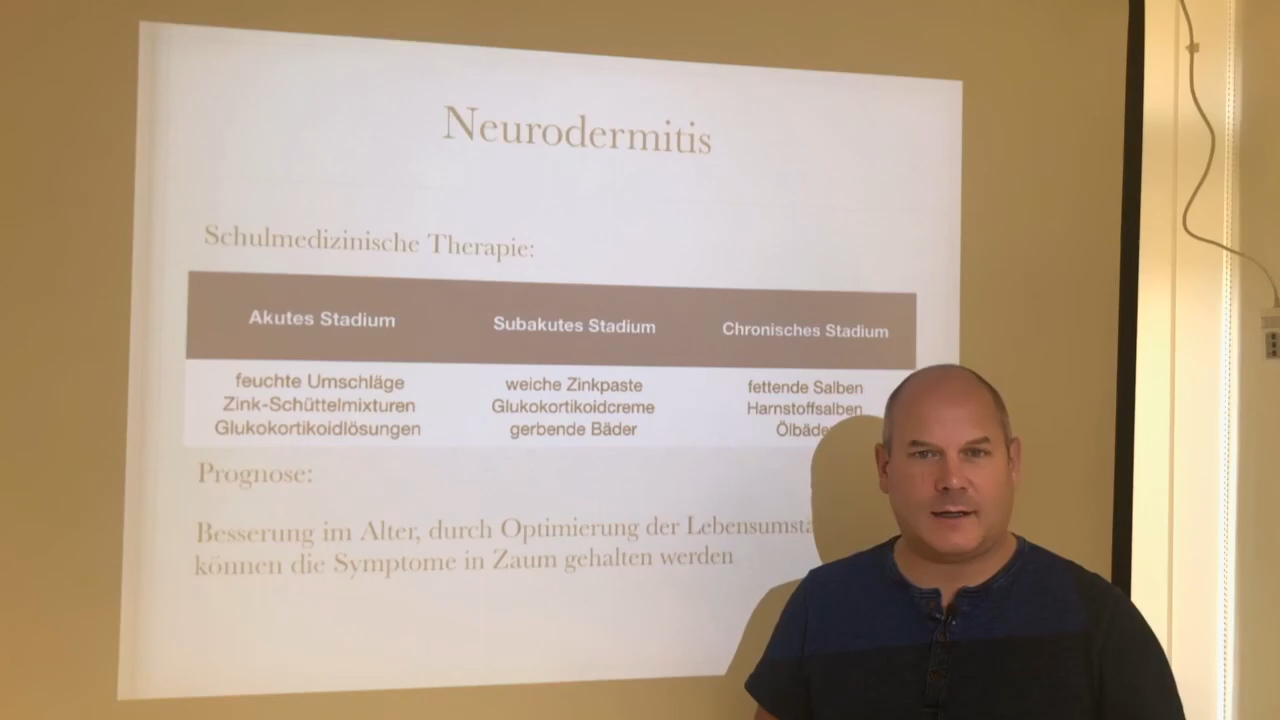 Neurodermitis
Schulmedizinische Therapie:
Akutes Stadium
Subakutes Stadium
Chronisches Stadium
feuchte Umschläge
Zink-Schüttelmixturen
Glukokortikoidlösungen
weiche Zinkpaste
Glukokortikoidcreme
gerbende Bäder
fettende Salben
Harnstoffsalben
Prognose:
Besserung im Alter, durch Optimierung der
können die Symptome in Zaum gehalten werden